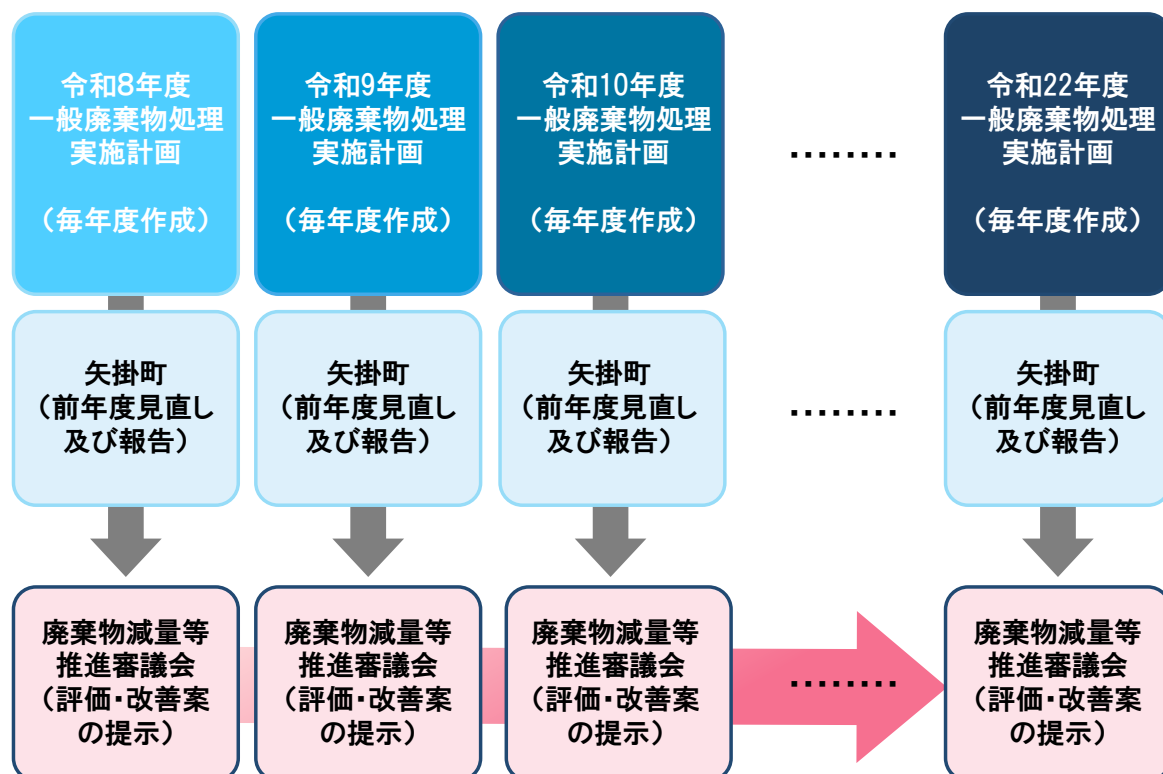 令和8年度
一般廃棄物処理
実施計画
（毎年度作成）
令和9年度
一般廃棄物処理
実施計画
（毎年度作成）
令和10年度
一般廃棄物処理
実施計画
（毎年度作成）
………
令和22年度
一般廃棄物処理
実施計画
（毎年度作成）
矢掛町
（前年度見直し
及び報告）
矢掛町
（前年度見直し
及び報告）
矢掛町
（前年度見直し
及び報告）
………
矢掛町
（前年度見直し
及び報告）
廃棄物減量等
推進審議会
（評価・改善案
の提示）
廃棄物減量等
推進審議会
（評価・改善案
の提示）
廃棄物減量等
推進審議会
（評価・改善案
の提示）
………
廃棄物減量等
推進審議会
（評価・改善案
の提示）